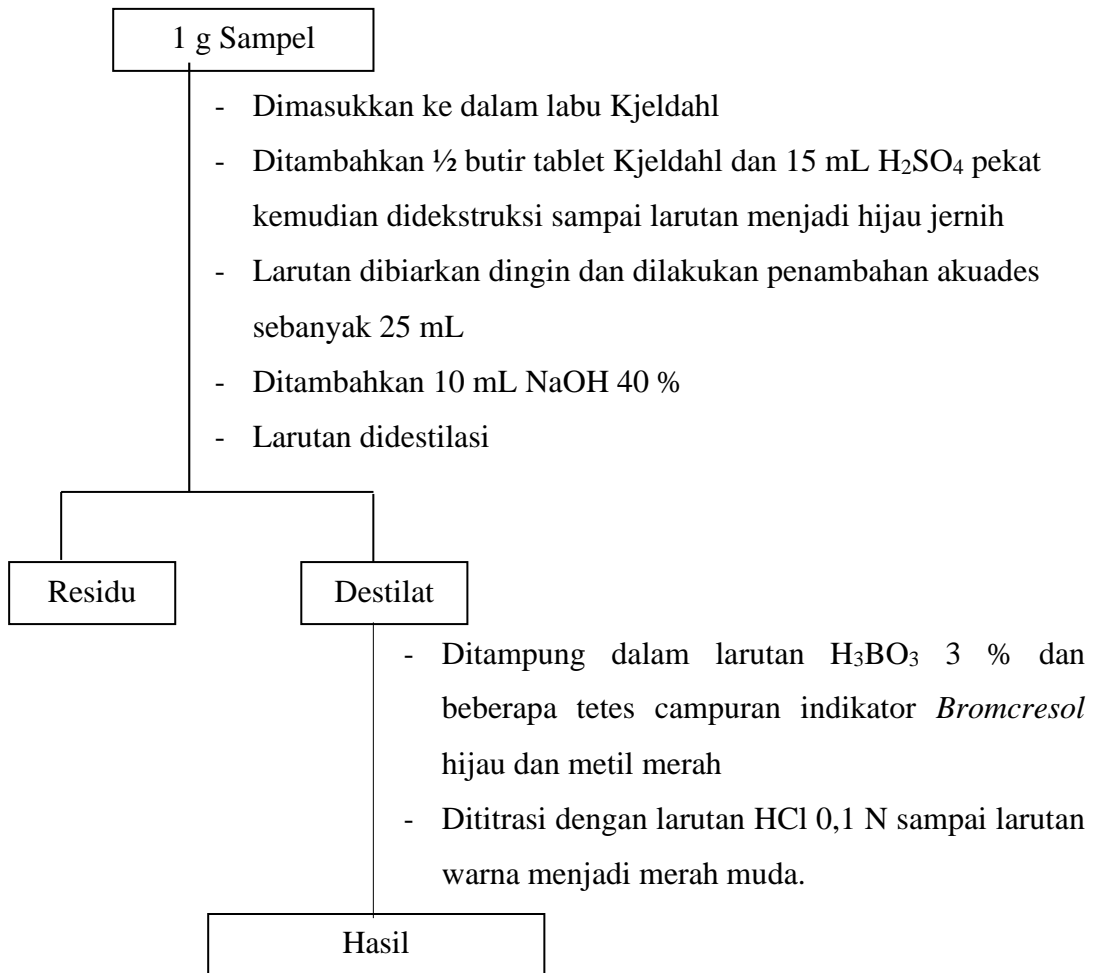 1 g Sampel
- Dimasukkan ke dalam labu Kjeldahl
- Ditambahkan ½ butir tablet Kjeldahl dan 15 mL H₂SO₄ pekat
kemudian didekstruksi sampai larutan menjadi hijau jernih
- Larutan dibiarkan dingin dan dilakukan penambahan akuades
sebanyak 25 mL
- Ditambahkan 10 mL NaOH 40 %
- Larutan didestilasi
Residu
Destilat
- Ditampung dalam larutan H₃BO₃ 3 % dan
beberapa tetes campuran indikator Bromcresol
hijau dan metil merah
- Dititrasi dengan larutan HCl 0,1 N sampai larutan
warna menjadi merah muda.
Hasil